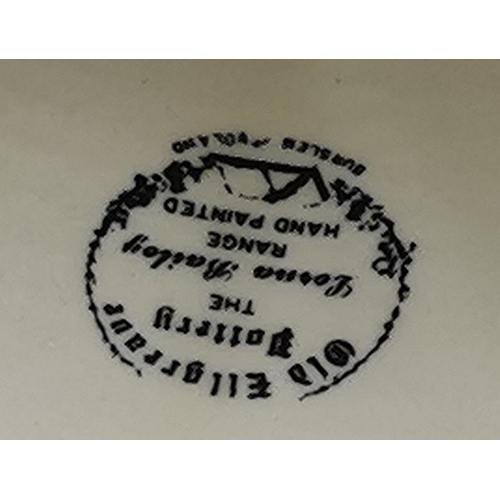 Old Ellgreave
Pottery
THE
Lorna Bailey
RANGE
HAND PAINTED
BURSLEM ENGLAND